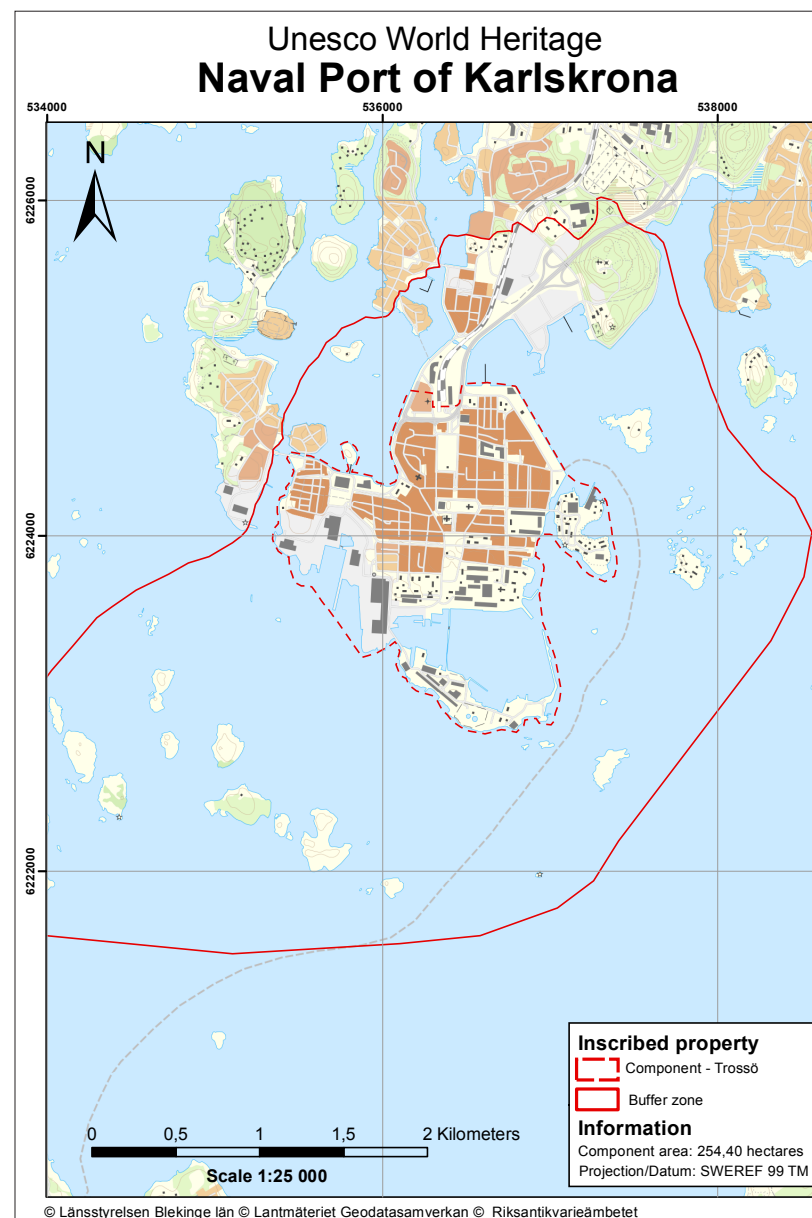 Unesco World Heritage
Naval Port of Karlskrona
534000
536000
538000
N
6226000
6224000
6222000
Inscribed property
Component - Trossö
Buffer zone
Information
Component area: 254,40 hectares
Projection/Datum: SWEREF 99 TM
0 0,5 1 1,5 2 Kilometers
Scale 1:25 000
© Länsstyrelsen Blekinge län © Lantmäteriet Geodatasamverkan © Riksantikvarieämbetet